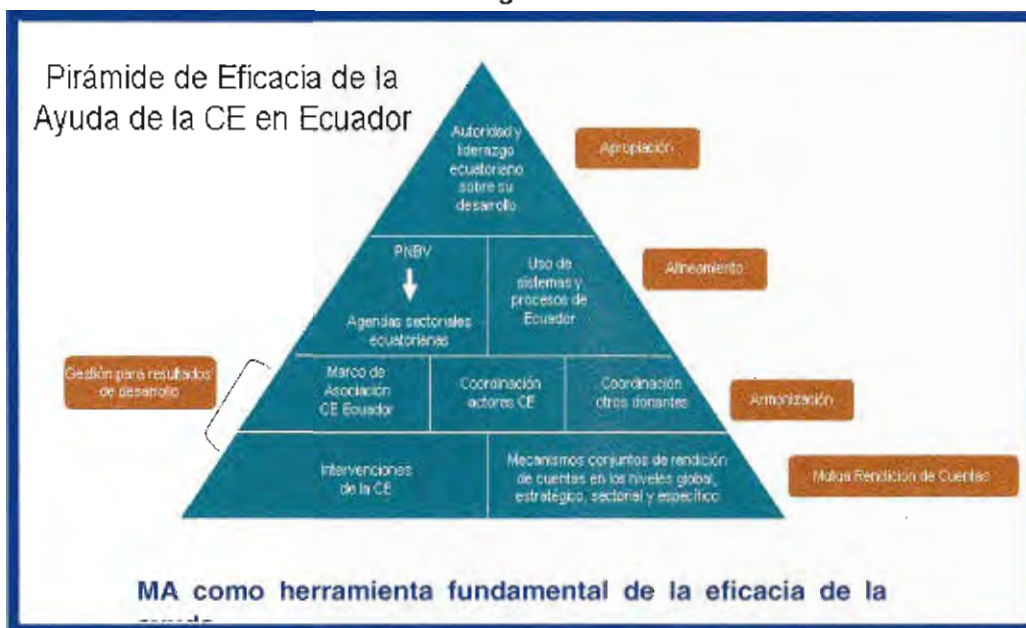 Pirámide de Eficacia de la
Ayuda de la CE en Ecuador
Autoridad y
liderazgo
ecuatoriano
sobre su
desarrollo
Apropiación
PNBV
Agendas sectoriales
ecuatorianas
Uso de
sistemas y
procesos de
Ecuador
Alineamiento
Gestión para resultados
de desarrollo
Marco de
Asociación
CE Ecuador
Coordinación
actores CE
Coordinación
otros donantes
Armonización
Intervenciones
de la CE
Mecanismos conjuntos de rendición
de cuentas en los niveles global,
estratégico, sectorial y específico
Mutua Rendición de Cuentas
MA como herramienta fundamental de la eficacia de la